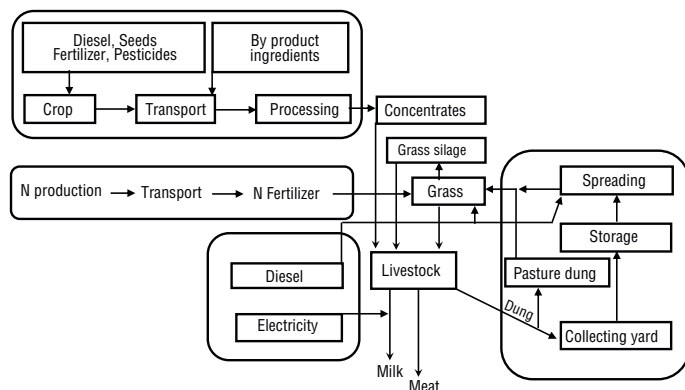 Diesel, Seeds
Fertilizer, Pesticides
By product
ingredients
Crop
Transport
Processing
Concentrates
Grass silage
N production
Transport
N Fertilizer
Grass
Spreading
Storage
Diesel
Livestock
Pasture dung
Electricity
Dung
Collecting yard
Milk
Meat